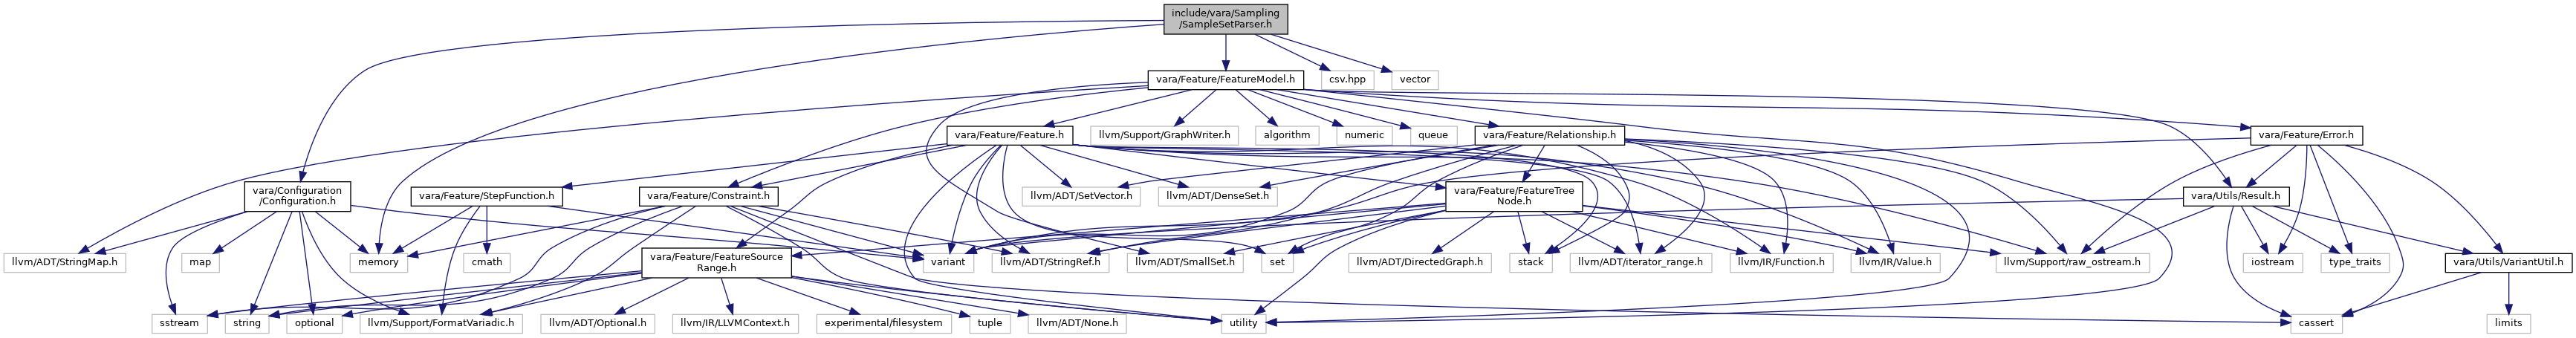 include/vara/Sampling
/SampleSetParser.h
vara/Feature/FeatureModel.h
csv.hpp
vector
vara/Feature/Feature.h
llvm/Support/GraphWriter.h
algorithm
numeric
queue
vara/Feature/Relationship.h
vara/Feature/Error.h
vara/Configuration
/Configuration.h
vara/Feature/StepFunction.h
vara/Feature/Constraint.h
llvm/ADT/SetVector.h
llvm/ADT/DenseSet.h
vara/Feature/FeatureTree
Node.h
vara/Utils/Result.h
llvm/ADT/StringMap.h
map
memory
cmath
vara/Feature/FeatureSource
Range.h
variant
llvm/ADT/StringRef.h
llvm/ADT/SmallSet.h
set
llvm/ADT/DirectedGraph.h
stack
llvm/ADT/iterator_range.h
llvm/IR/Function.h
llvm/IR/Value.h
llvm/Support/raw_ostream.h
iostream
type_traits
vara/Utils/VariantUtil.h
sstream
string
optional
llvm/Support/FormatVariadic.h
llvm/ADT/Optional.h
llvm/IR/LLVMContext.h
experimental/filesystem
tuple
llvm/ADT/None.h
utility
cassert
limits